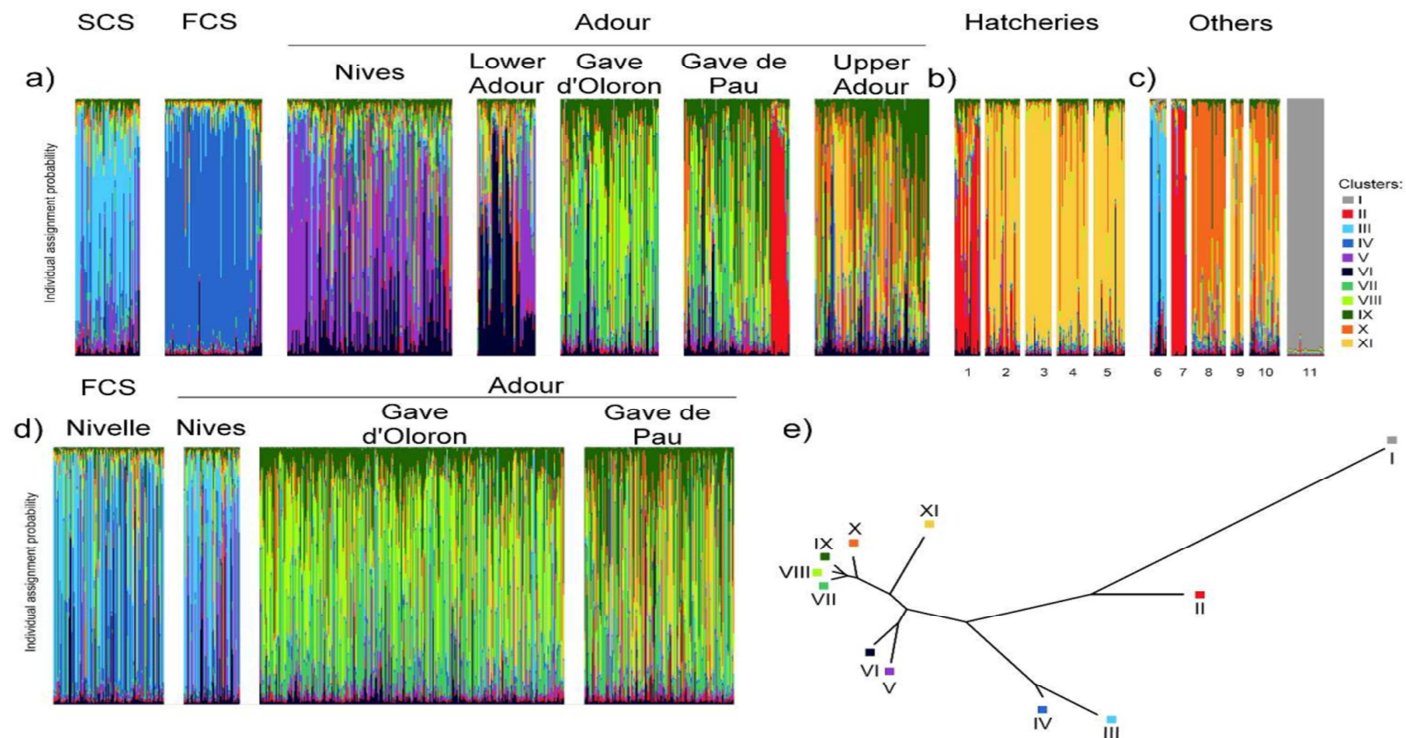 SCS FCS Adour Hatcheries Others
a) Nives Lower Adour Gave d'Oloron Gave de Pau Upper Adour b) c)
Individual assignment probability
Clusters:
I
II
III
IV
V
VI
VII
VIII
IX
X
XI
1 2 3 4 5 6 7 8 9 10 11
FCS Adour
d) Nivelle Nives Gave d'Oloron Gave de Pau e)
Individual assignment probability
I
XI
X
IX
VIII
VII
II
VI
V
IV
III